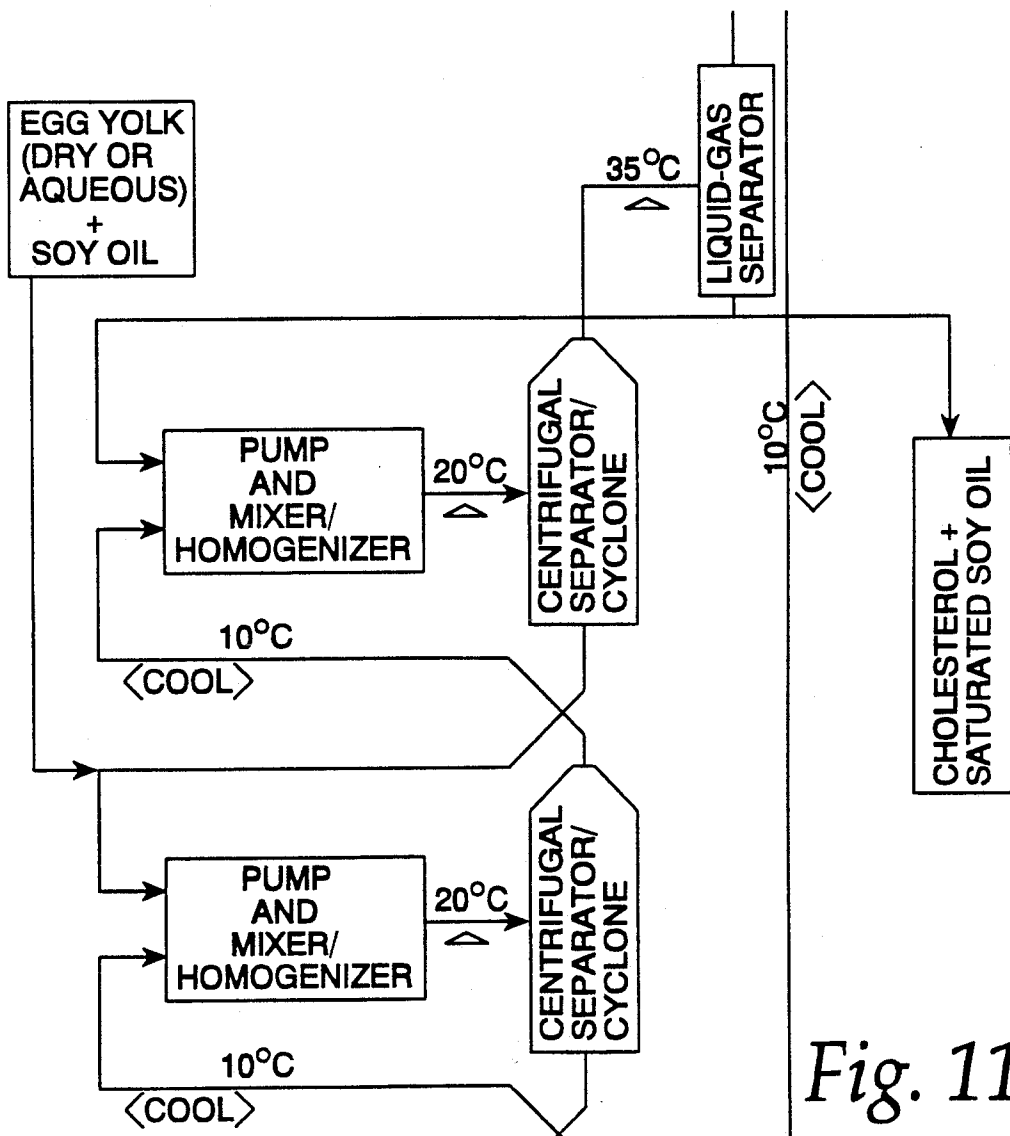 EGG YOLK
(DRY OR
AQUEOUS)
+
SOY OIL
35°C
△
LIQUID-GAS
SEPARATOR
PUMP
AND
MIXER/
HOMOGENIZER
20°C
△
CENTRIFUGAL
SEPARATOR/
CYCLONE
10°C
〈COOL〉
CHOLESTEROL +
SATURATED SOY OIL
10°C
〈COOL〉
PUMP
AND
MIXER/
HOMOGENIZER
20°C
△
CENTRIFUGAL
SEPARATOR/
CYCLONE
10°C
〈COOL〉
Fig. 11